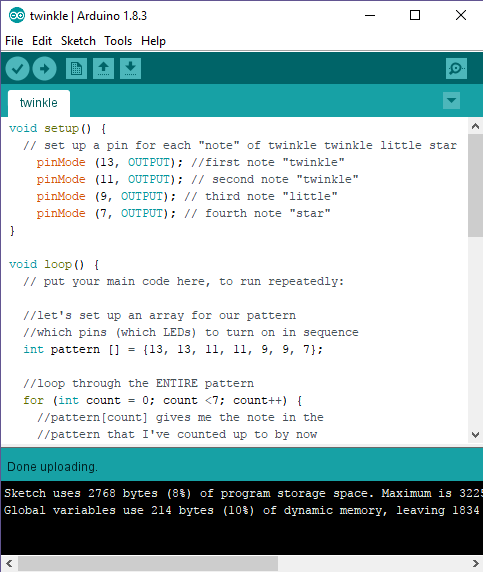 twinkle | Arduino 1.8.3
File Edit Sketch Tools Help
twinkle
void setup() {
// set up a pin for each "note" of twinkle twinkle little star
pinMode (13, OUTPUT); //first note "twinkle"
pinMode (11, OUTPUT); // second note "twinkle"
pinMode (9, OUTPUT); // third note "little"
pinMode (7, OUTPUT); // fourth note "star"
}
void loop() {
// put your main code here, to run repeatedly:
//let's set up an array for our pattern
//which pins (which LEDs) to turn on in sequence
int pattern [] = {13, 13, 11, 11, 9, 9, 7};
//loop through the ENTIRE pattern
for (int count = 0; count <7; count++) {
//pattern[count] gives me the note in the
//pattern that I've counted up to by now
Done uploading.
Sketch uses 2768 bytes (8%) of program storage space. Maximum is 3225
Global variables use 214 bytes (10%) of dynamic memory, leaving 1834